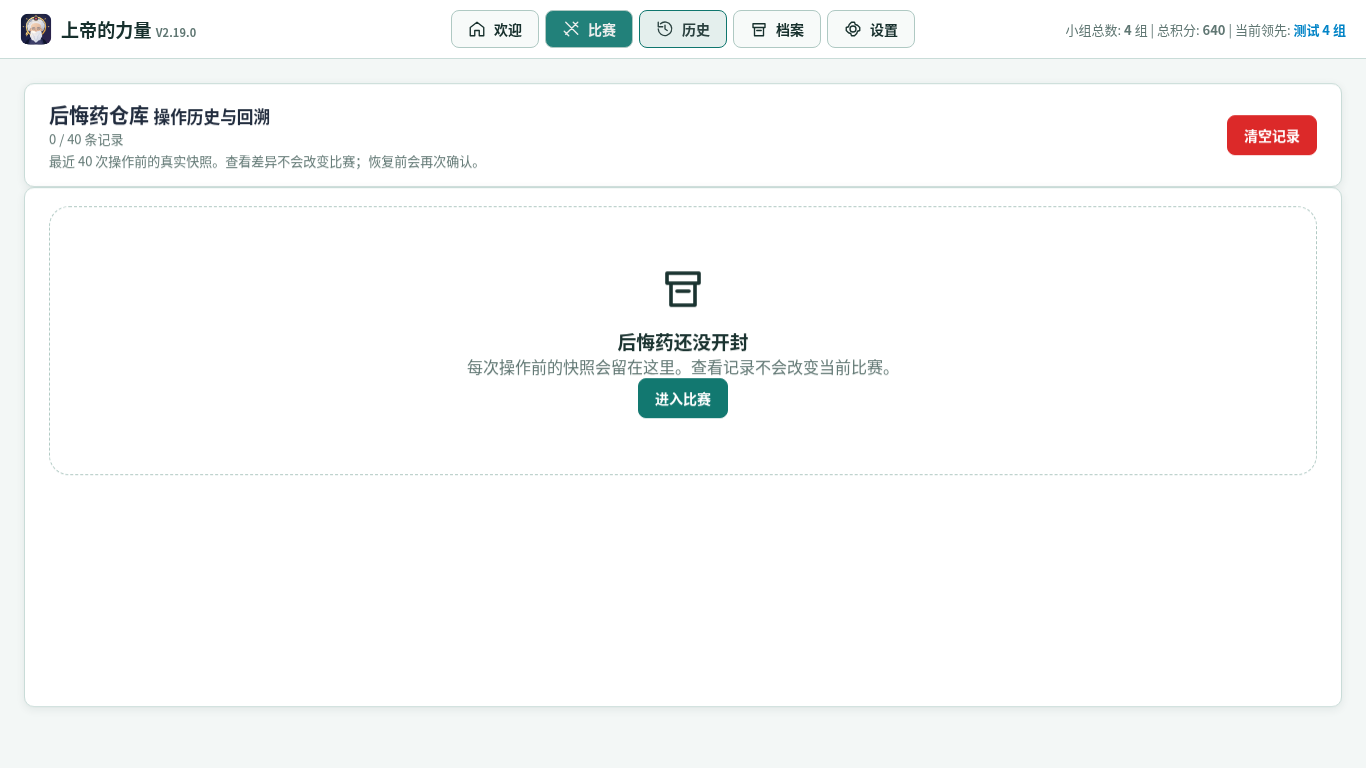 上帝的力量 V2.19.0
欢迎
比赛
历史
档案
设置
小组总数: 4 组 | 总积分: 640 | 当前领先: 测试 4 组
后悔药仓库 操作历史与回溯
0 / 40 条记录
最近 40 次操作前的真实快照。查看差异不会改变比赛；恢复前会再次确认。
清空记录
后悔药还没开封
每次操作前的快照会留在这里。查看记录不会改变当前比赛。
进入比赛